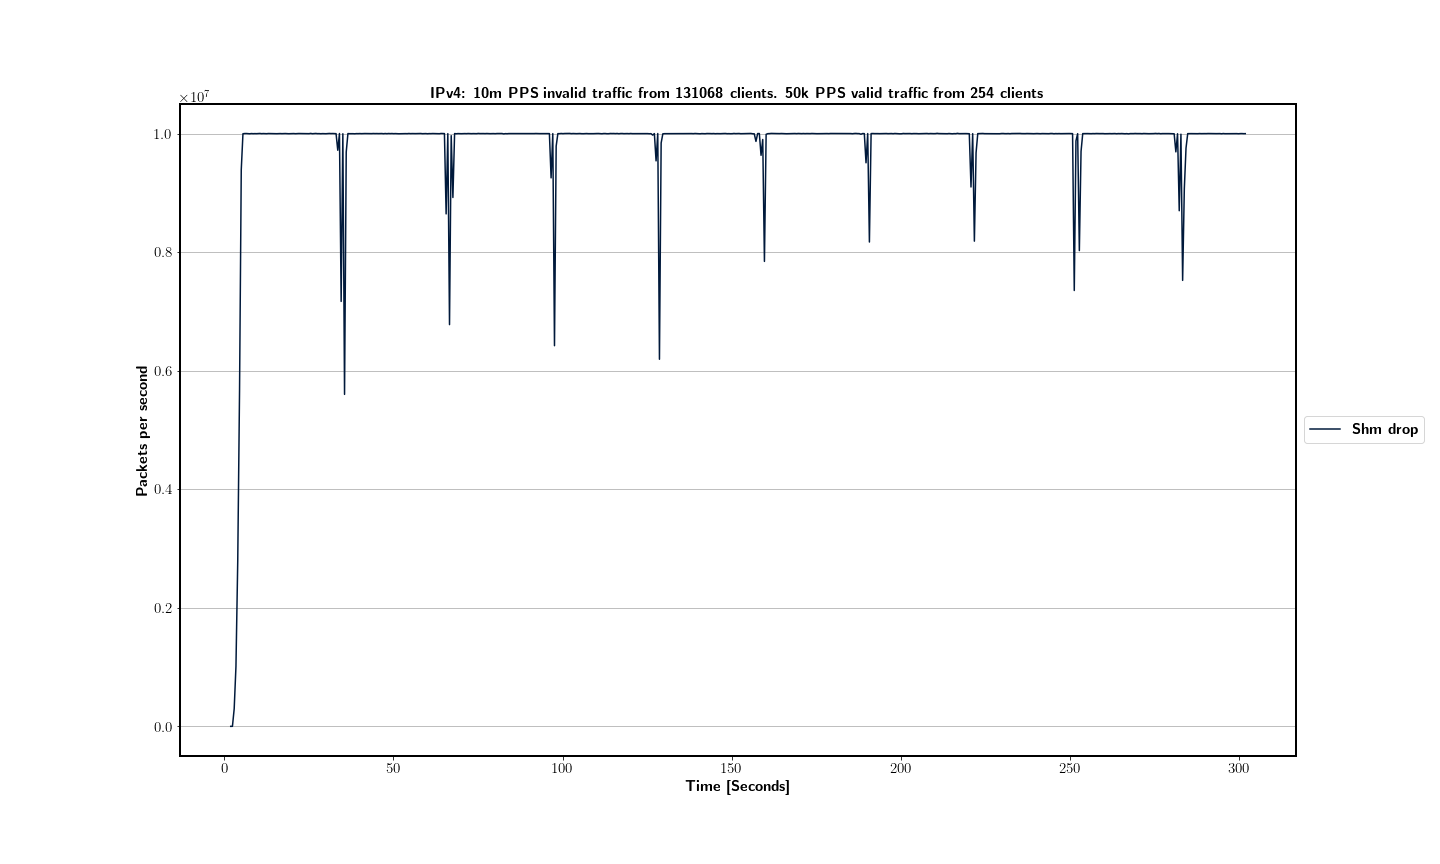 IPv4: 10m PPS invalid traffic from 131068 clients. 50k PPS valid traffic from 254 clients
×10⁷
1.0
0.8
0.6
0.4
0.2
0.0
Packets per second
0 50 100 150 200 250 300
Time [Seconds]
Shm drop